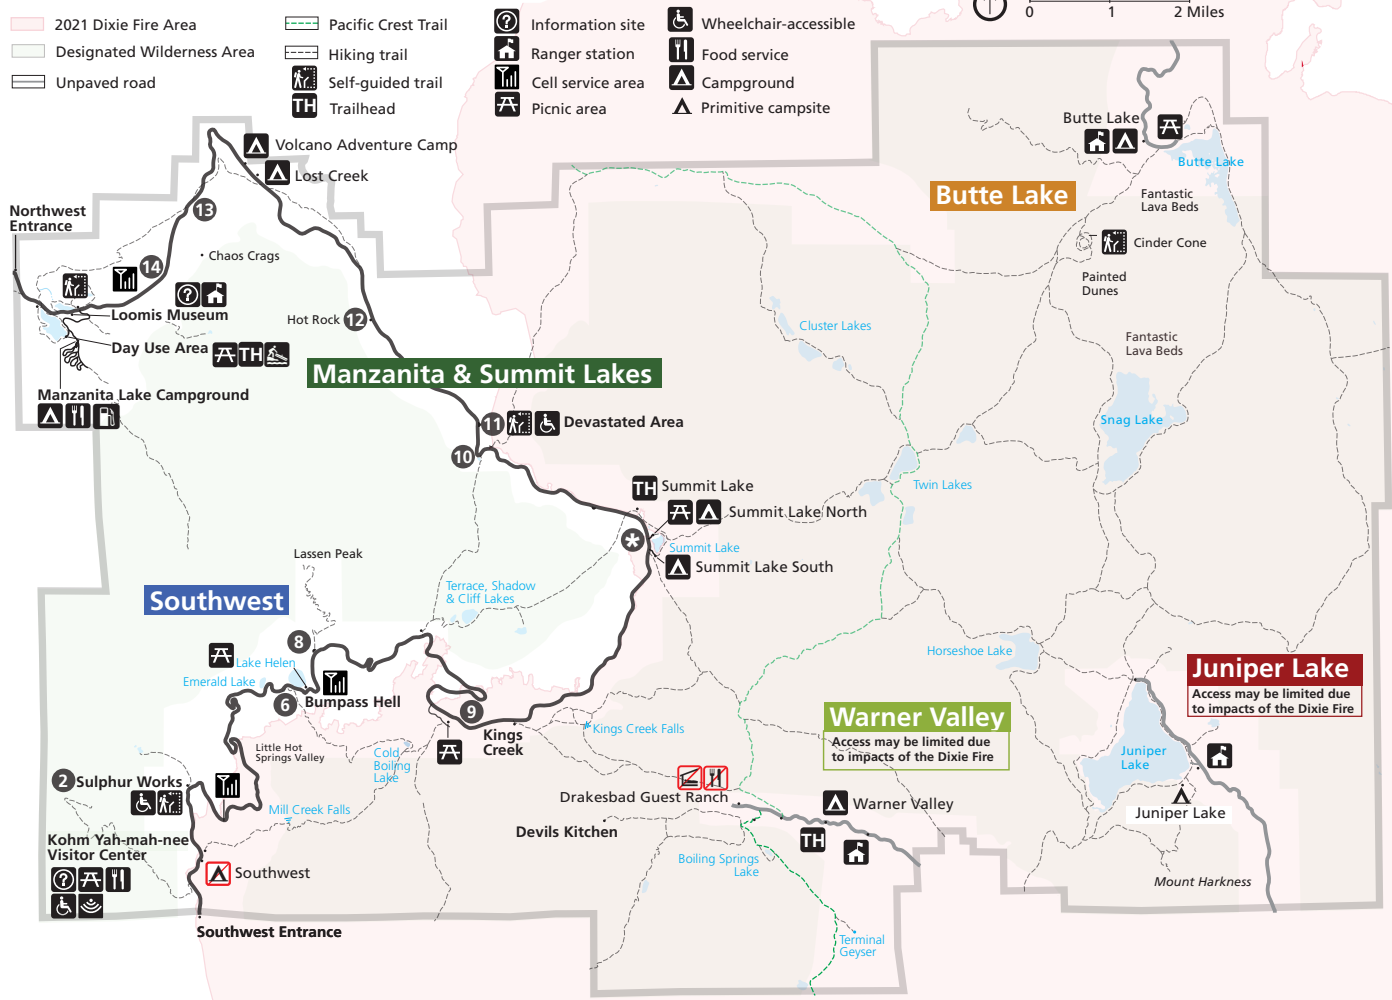 2021 Dixie Fire Area
Designated Wilderness Area
Unpaved road
Pacific Crest Trail
Hiking trail
Self-guided trail
TH Trailhead
Information site
Ranger station
Cell service area
Picnic area
Wheelchair-accessible
Food service
Campground
Primitive campsite
0 1 2 Miles
Volcano Adventure Camp
Lost Creek
Northwest
Entrance
13
14
Chaos Crags
Loomis Museum
Hot Rock 12
Day Use Area TH
Manzanita Lake Campground
Manzanita & Summit Lakes
11 Devastated Area
10
Butte Lake
Butte Lake
Butte Lake
Fantastic
Lava Beds
Cinder Cone
Painted
Dunes
Fantastic
Lava Beds
Cluster Lakes
Snag Lake
Twin Lakes
TH Summit Lake
Summit Lake North
*
Summit Lake
Summit Lake South
Lassen Peak
Terrace, Shadow
& Cliff Lakes
Southwest
8
Lake Helen
Emerald Lake
6 Bumpass Hell
9
Kings
Creek
Kings Creek Falls
Little Hot
Springs Valley
Cold
Boiling
Lake
2 Sulphur Works
Mill Creek Falls
Kohm Yah-mah-nee
Visitor Center
Southwest
Southwest Entrance
Horseshoe Lake
Juniper Lake
Access may be limited due
to impacts of the Dixie Fire
Warner Valley
Access may be limited due
to impacts of the Dixie Fire
Juniper
Lake
Juniper Lake
Mount Harkness
Drakesbad Guest Ranch
Devils Kitchen
Warner Valley
TH
Boiling Springs
Lake
Terminal
Geyser